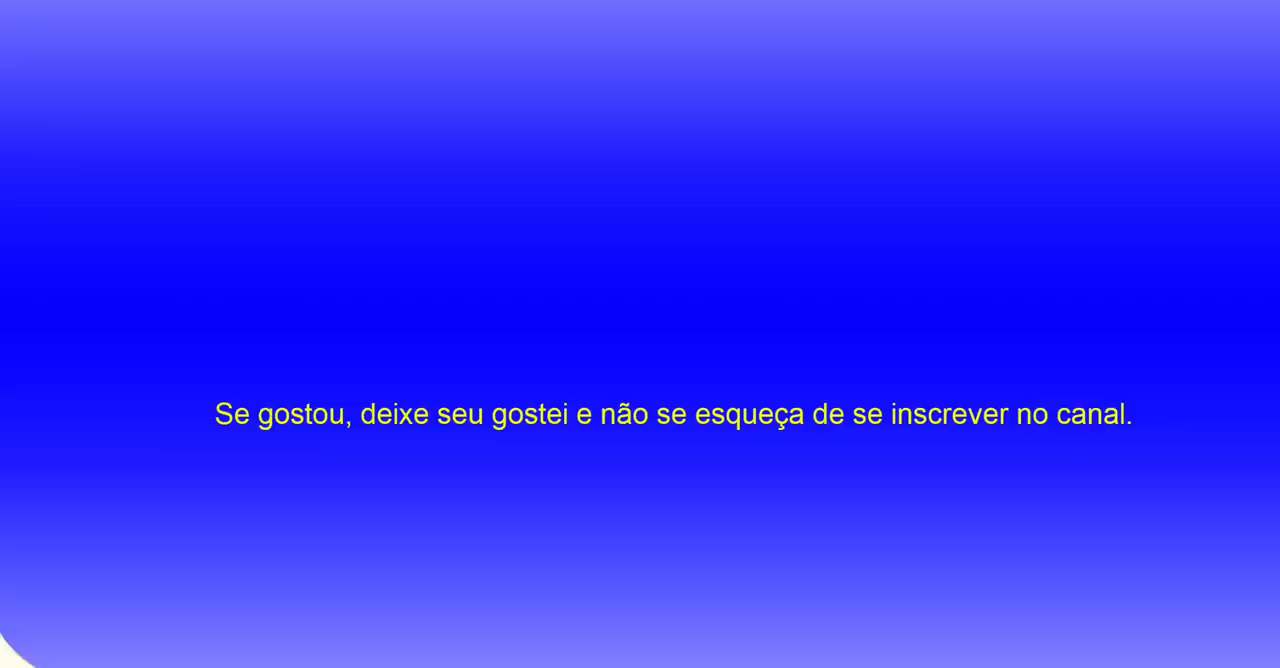 Se gostou, deixe seu gostei e não se esqueça de se inscrever no canal.